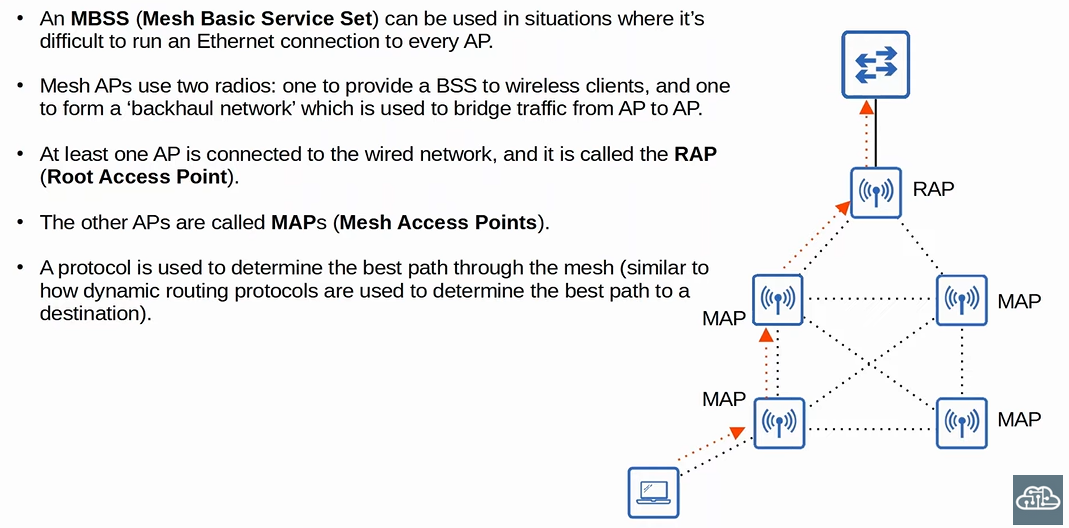 • An MBSS (Mesh Basic Service Set) can be used in situations where it’s
difficult to run an Ethernet connection to every AP.
• Mesh APs use two radios: one to provide a BSS to wireless clients, and one
to form a ‘backhaul network’ which is used to bridge traffic from AP to AP.
• At least one AP is connected to the wired network, and it is called the RAP
(Root Access Point).
• The other APs are called MAPs (Mesh Access Points).
• A protocol is used to determine the best path through the mesh (similar to
how dynamic routing protocols are used to determine the best path to a
destination).
RAP
MAP
MAP
MAP
MAP